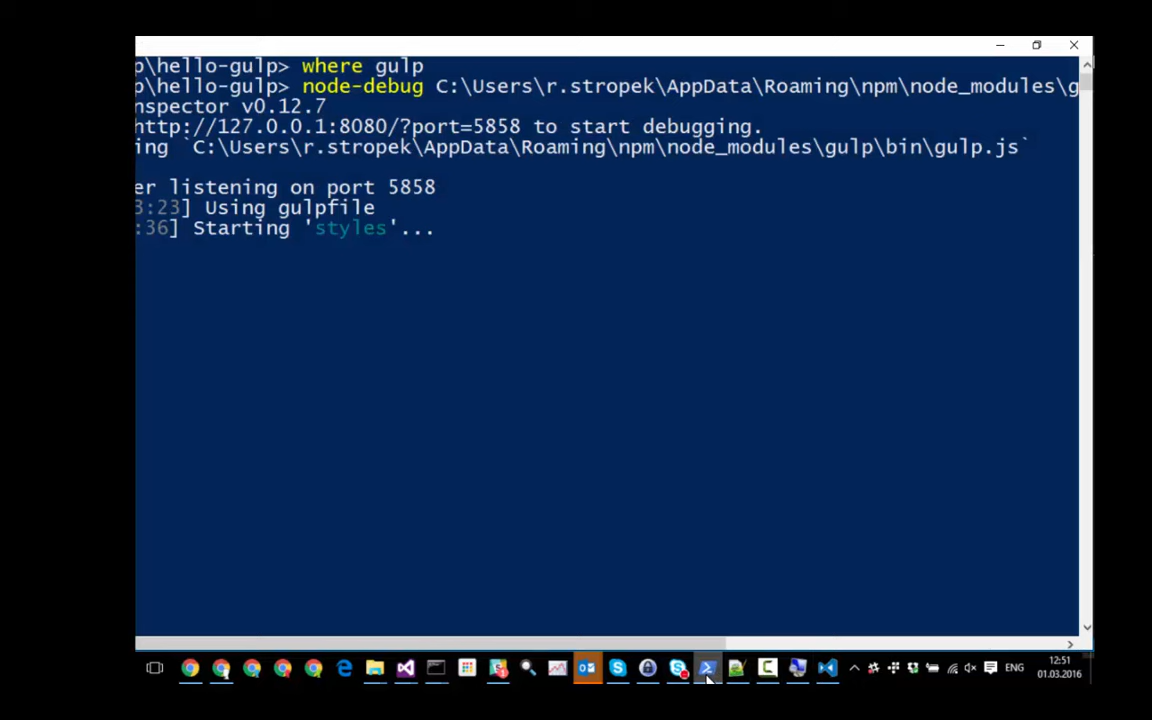 p\hello-gulp> where gulp
p\hello-gulp> node-debug C:\Users\r.stropek\AppData\Roaming\npm\node_modules\g
nspector v0.12.7
http://127.0.0.1:8080/?port=5858 to start debugging.
ing `C:\Users\r.stropek\AppData\Roaming\npm\node_modules\gulp\bin\gulp.js`
er listening on port 5858
3:23] Using gulpfile
:36] Starting 'styles'...
ENG
12:51
01.03.2016